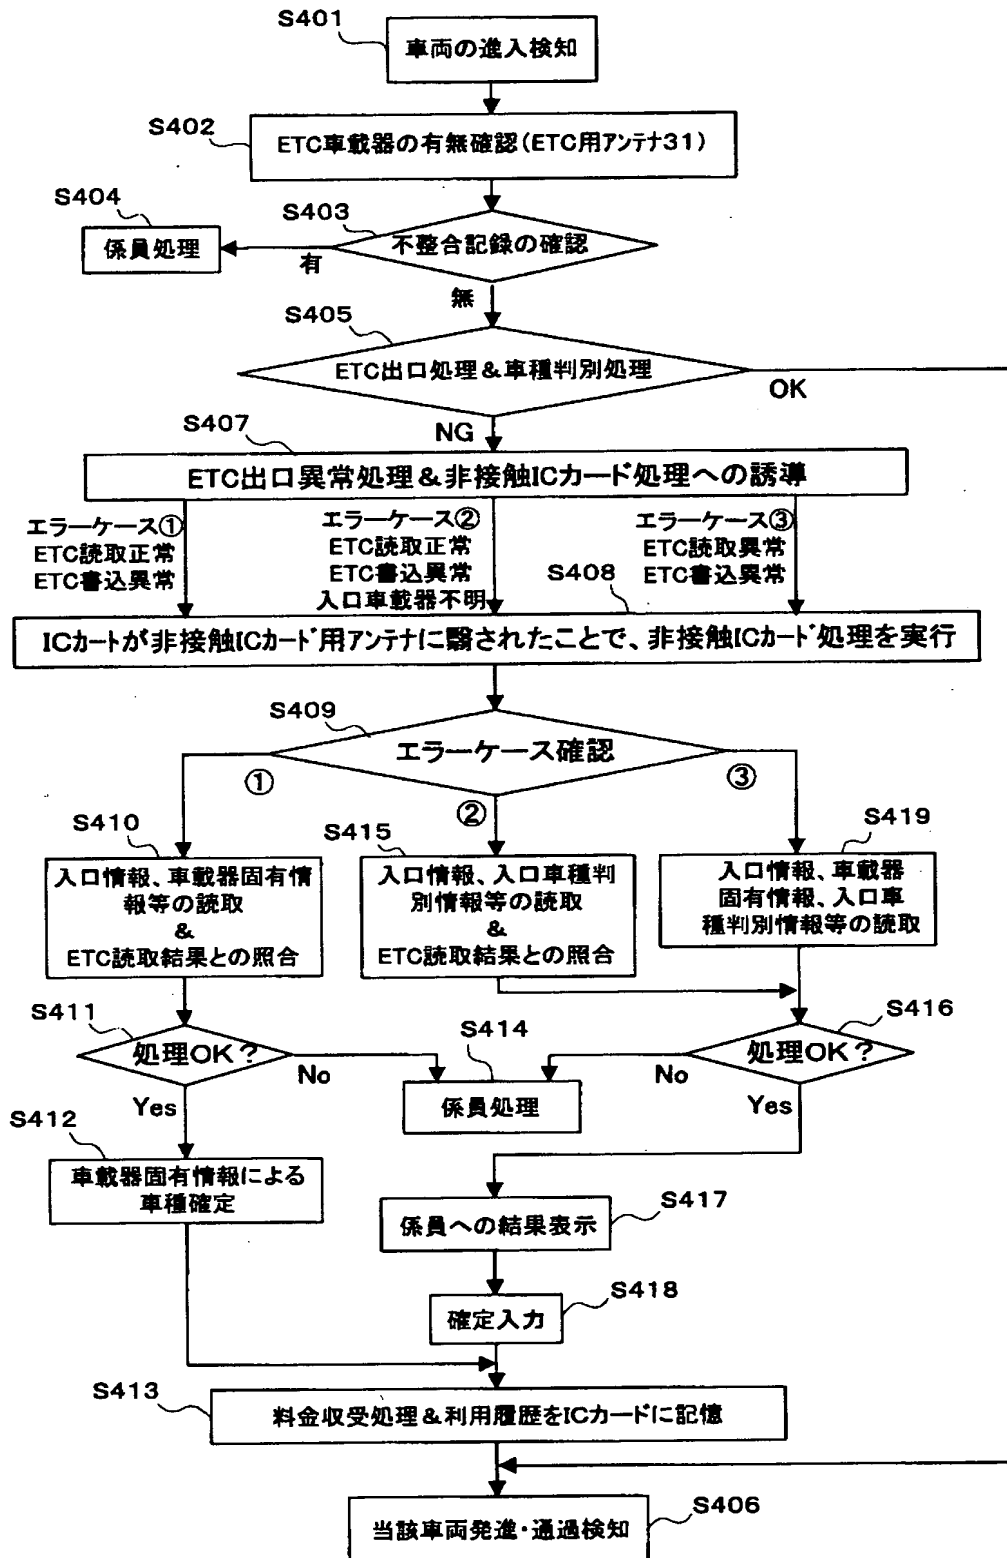 S401
車両の進入検知
S402
ETC車載器の有無確認(ETC用アンテナ31)
S404
係員処理
S403
不整合記録の確認
有
無
S405
ETC出口処理&車種判別処理
OK
NG
S407
ETC出口異常処理&非接触ICカード処理への誘導
エラーケース①
ETC読取正常
ETC書込異常
エラーケース②
ETC読取正常
ETC書込異常
入口車載器不明
エラーケース③
ETC読取異常
ETC書込異常
S408
ICカートが非接触ICカード用アンテナに翳されたことで、非接触ICカード処理を実行
S409
エラーケース確認
①
②
③
S410
入口情報、車載器固有情
報等の読取
&
ETC読取結果との照合
S415
入口情報、入口車種判
別情報等の読取
&
ETC読取結果との照合
S419
入口情報、車載器
固有情報、入口車
種判別情報等の読取
S411
処理OK?
No
Yes
S414
係員処理
S416
処理OK?
No
Yes
S412
車載器固有情報による
車種確定
S417
係員への結果表示
S418
確定入力
S413
料金収受処理&利用履歴をICカードに記憶
S406
当該車両発進・通過検知